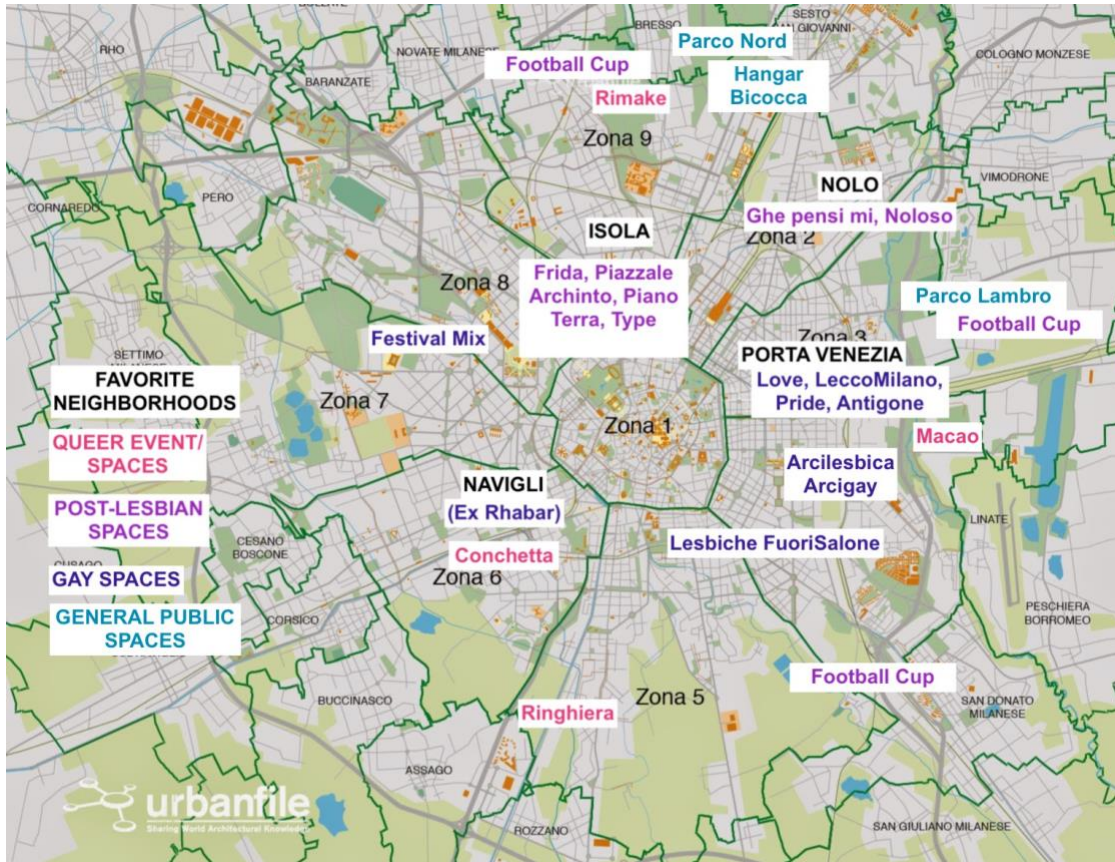 RHO
NOVATE MILANESE
BRESSO
Parco Nord
SESTO
SAN GIOVANNI
COLOGNO MONZESE
Football Cup
BARANZATE
Hangar
Bicocca
Rimake
Zona 9
PERO
CORNAREDO
NOLO
VIMODRONE
Ghe pensi mi, Noloso
Zona 2
ISOLA
Zona 8
Frida, Piazzale
Archinto, Piano
Terra, Type
Parco Lambro
Football Cup
Festival Mix
Zona 3
PORTA VENEZIA
Love, LeccoMilano,
Pride, Antigone
SETTIMO
FAVORITE
NEIGHBORHOODS
Zona 7
Zona 1
QUEER EVENT/
SPACES
Macao
Arcilesbica
Arcigay
NAVIGLI
(Ex Rhabar)
POST-LESBIAN
SPACES
LINATE
CESANO
BOSCONE
Lesbiche FuoriSalone
Conchetta
Zona 6
CUSAGO
GAY SPACES
GENERAL PUBLIC
SPACES
CORSICO
PESCHIERA
BORROMEO
BUCCINASCO
Football Cup
SAN DONATO
MILANESE
Ringhiera
Zona 5
ASSAGO
urbanfile
Sharing World Architectural Knowledge
ROZZANO
SAN GIULIANO MILANESE